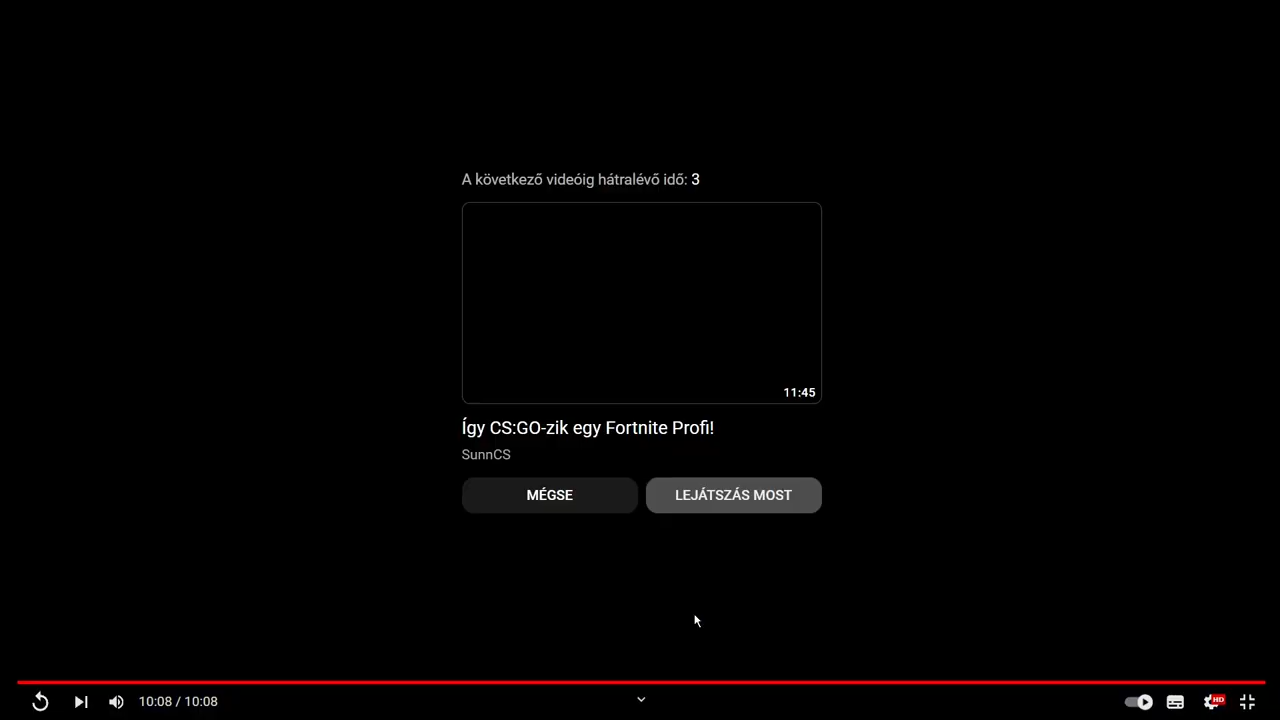 A következő videóig hátralévő idő: 3
11:45
Így CS:GO-zik egy Fortnite Profi!
SunnCS
MÉGSE
LEJÁTSZÁS MOST
10:08 / 10:08
HD